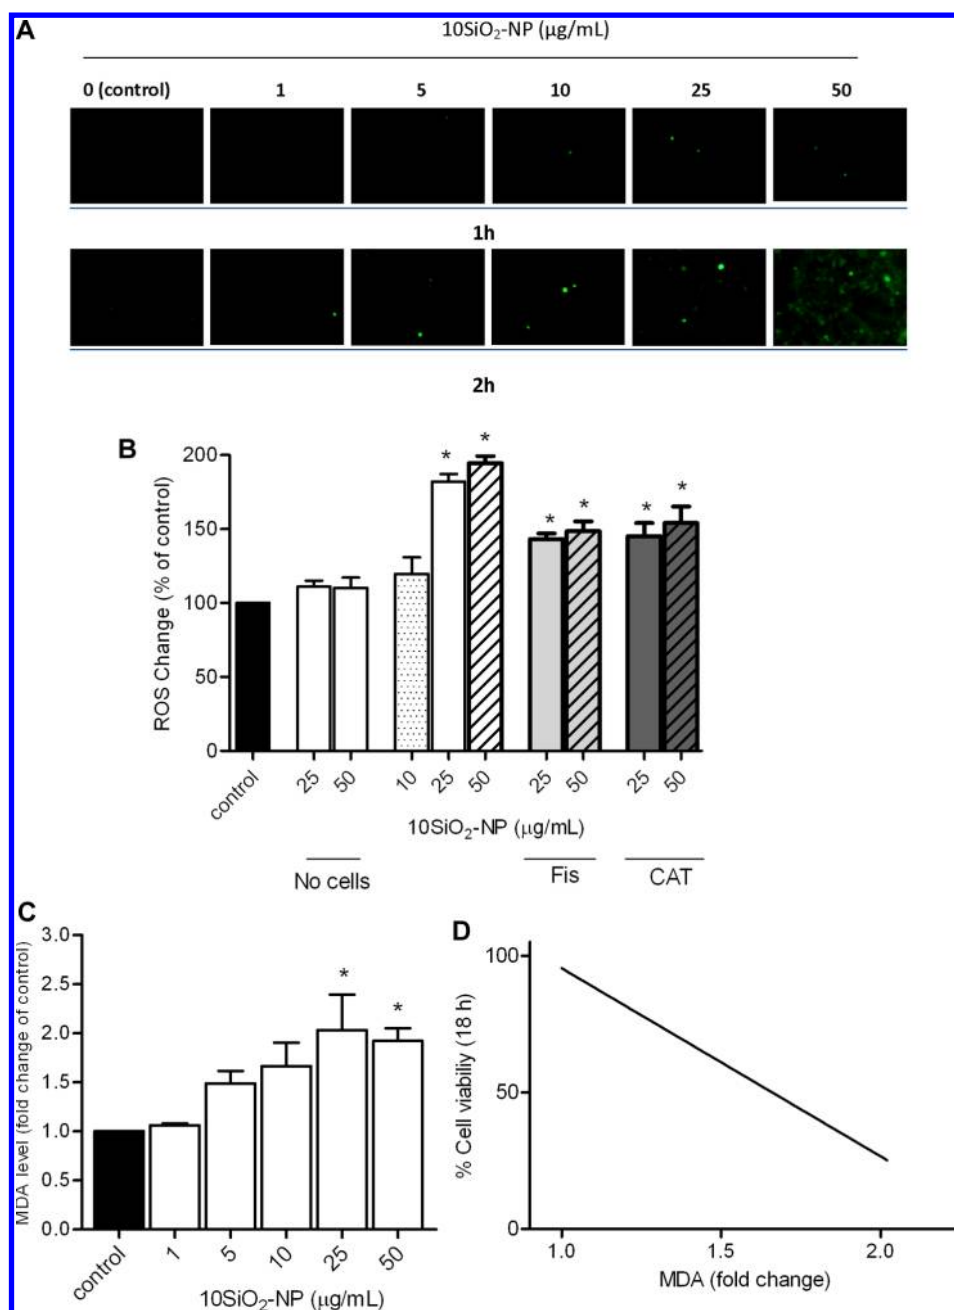 A
10SiO₂-NP (µg/mL)
0 (control) 1 5 10 25 50
1h
2h
B
ROS Change (% of control)
200
150
100
50
0
* * * * * *
control 25 50 10 25 50 25 50 25 50
10SiO₂-NP (µg/mL)
No cells Fis CAT
C
MDA level (fold change of control)
3.0
2.5
2.0
1.5
1.0
0.5
0.0
* *
control 1 5 10 25 50
10SiO₂-NP (µg/mL)
D
% Cell viabiliy (18 h)
100
50
0
1.0 1.5 2.0
MDA (fold change)